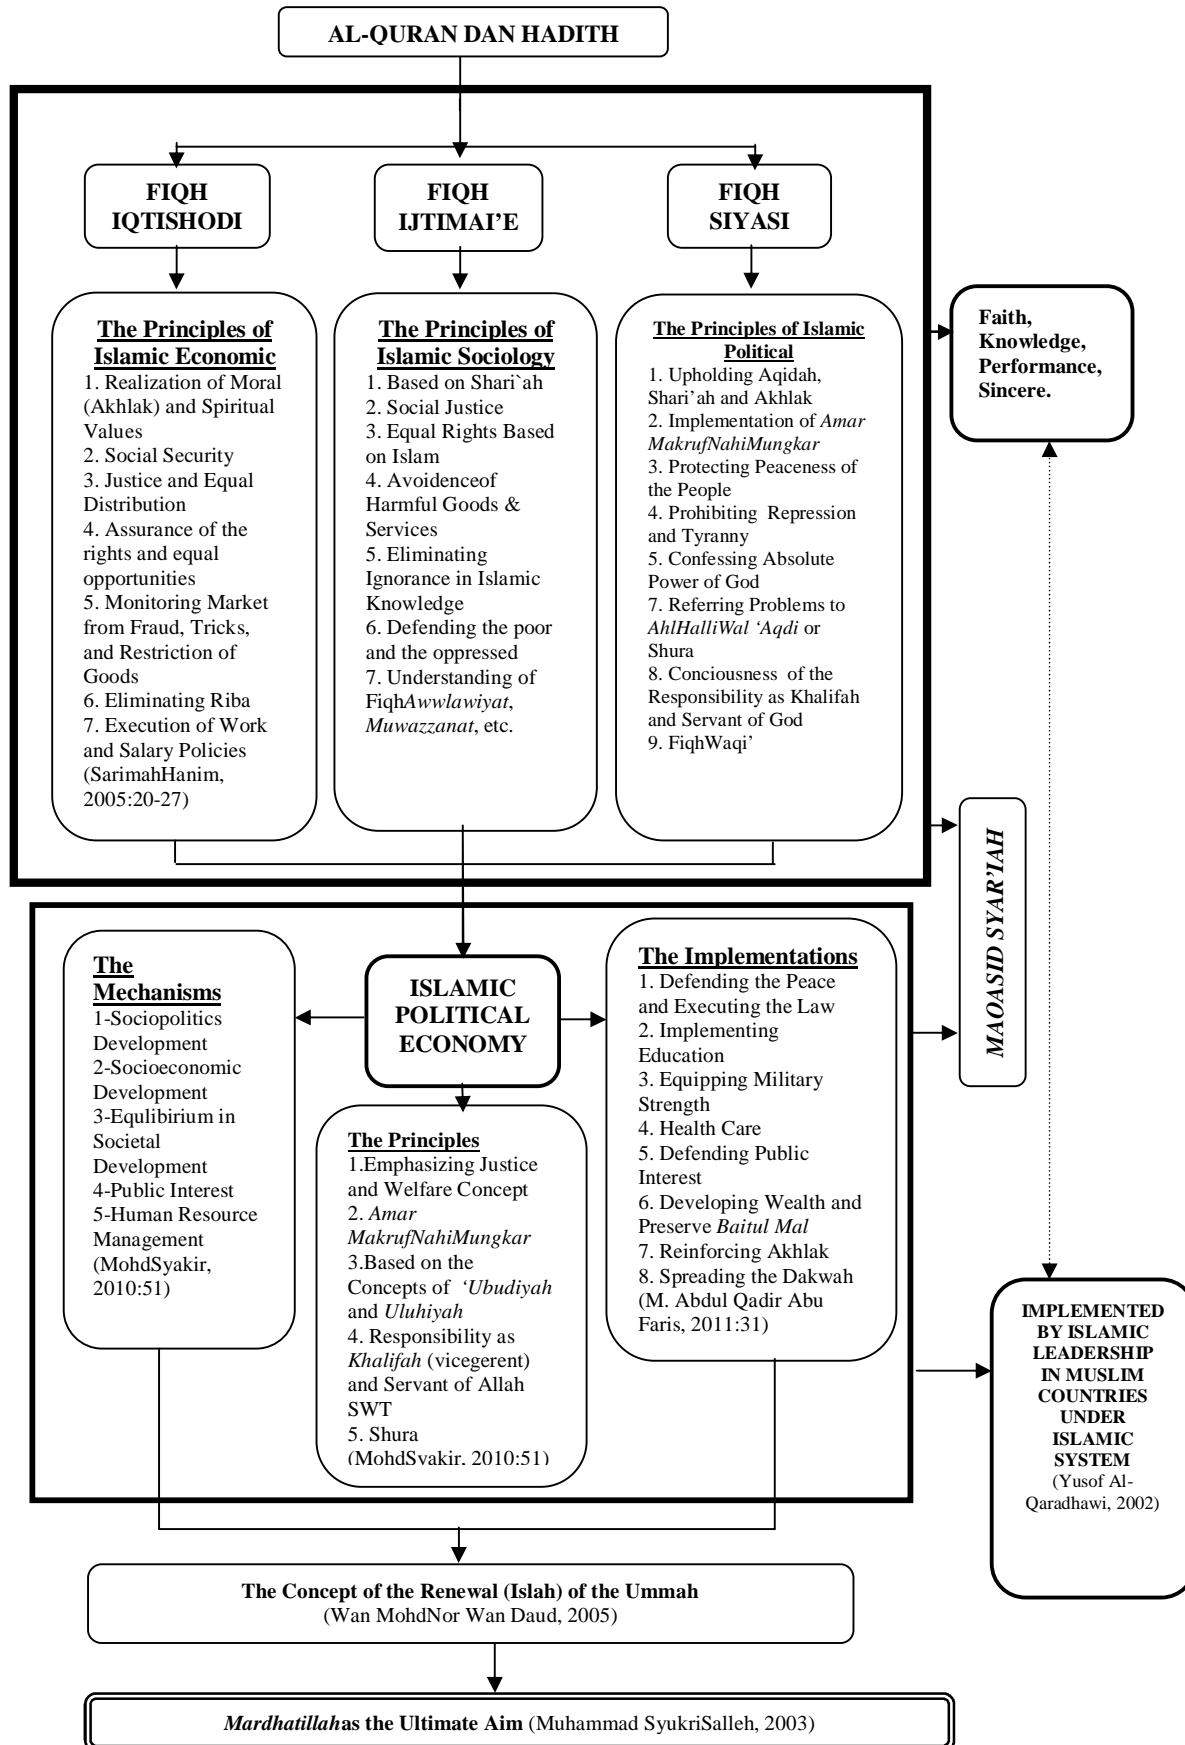 AL-QURAN DAN HADITH
FIQH
IQTISHODI
FIQH
IJTIMAI'E
FIQH
SIYASI
The Principles of
Islamic Economic
1. Realization of Moral
(Akhlak) and Spiritual
Values
2. Social Security
3. Justice and Equal
Distribution
4. Assurance of the
rights and equal
opportunities
5. Monitoring Market
from Fraud, Tricks,
and Restriction of
Goods
6. Eliminating Riba
7. Execution of Work
and Salary Policies
(SarimahHanim,
2005:20-27)
The Principles of
Islamic Sociology
1. Based on Shari`ah
2. Social Justice
3. Equal Rights Based
on Islam
4. Avoidenceof
Harmful Goods &
Services
5. Eliminating
Ignorance in Islamic
Knowledge
6. Defending the poor
and the oppressed
7. Understanding of
FiqhAwwlawiyat,
Muwazzanat, etc.
The Principles of Islamic
Political
1. Upholding Aqidah,
Shari'ah and Akhlak
2. Implementation of Amar
MakrufNahiMungkar
3. Protecting Peaceness of
the People
4. Prohibiting  Repression
and Tyranny
5. Confessing Absolute
Power of God
7. Referring Problems to
AhlHalliWal ‘Aqdi or
Shura
8. Conciousness  of the
Responsibility as Khalifah
and Servant of God
9. FiqhWaqi’
Faith,
Knowledge,
Performance,
Sincere.
MAOASID SYAR’IAH
The
Mechanisms
1-Sociopolitics
Development
2-Socioeconomic
Development
3-Equlibirium in
Societal
Development
4-Public Interest
5-Human Resource
Management
(MohdSyakir,
2010:51)
ISLAMIC
POLITICAL
ECONOMY
The Principles
1.Emphasizing Justice
and Welfare Concept
2. Amar
MakrufNahiMungkar
3.Based on the
Concepts of  ‘Ubudiyah
and Uluhiyah
4. Responsibility as
Khalifah (vicegerent)
and Servant of Allah
SWT
5. Shura
(MohdSyakir, 2010:51)
The Implementations
1. Defending the Peace
and Executing the Law
2. Implementing
Education
3. Equipping Military
Strength
4. Health Care
5. Defending Public
Interest
6. Developing Wealth and
Preserve Baitul Mal
7. Reinforcing Akhlak
8. Spreading the Dakwah
(M. Abdul Qadir Abu
Faris, 2011:31)
IMPLEMENTED
BY ISLAMIC
LEADERSHIP
IN MUSLIM
COUNTRIES
UNDER
ISLAMIC
SYSTEM
(Yusof Al-
Qaradhawi, 2002)
The Concept of the Renewal (Islah) of the Ummah
(Wan MohdNor Wan Daud, 2005)
Mardhatillahas the Ultimate Aim (Muhammad SyukriSalleh, 2003)